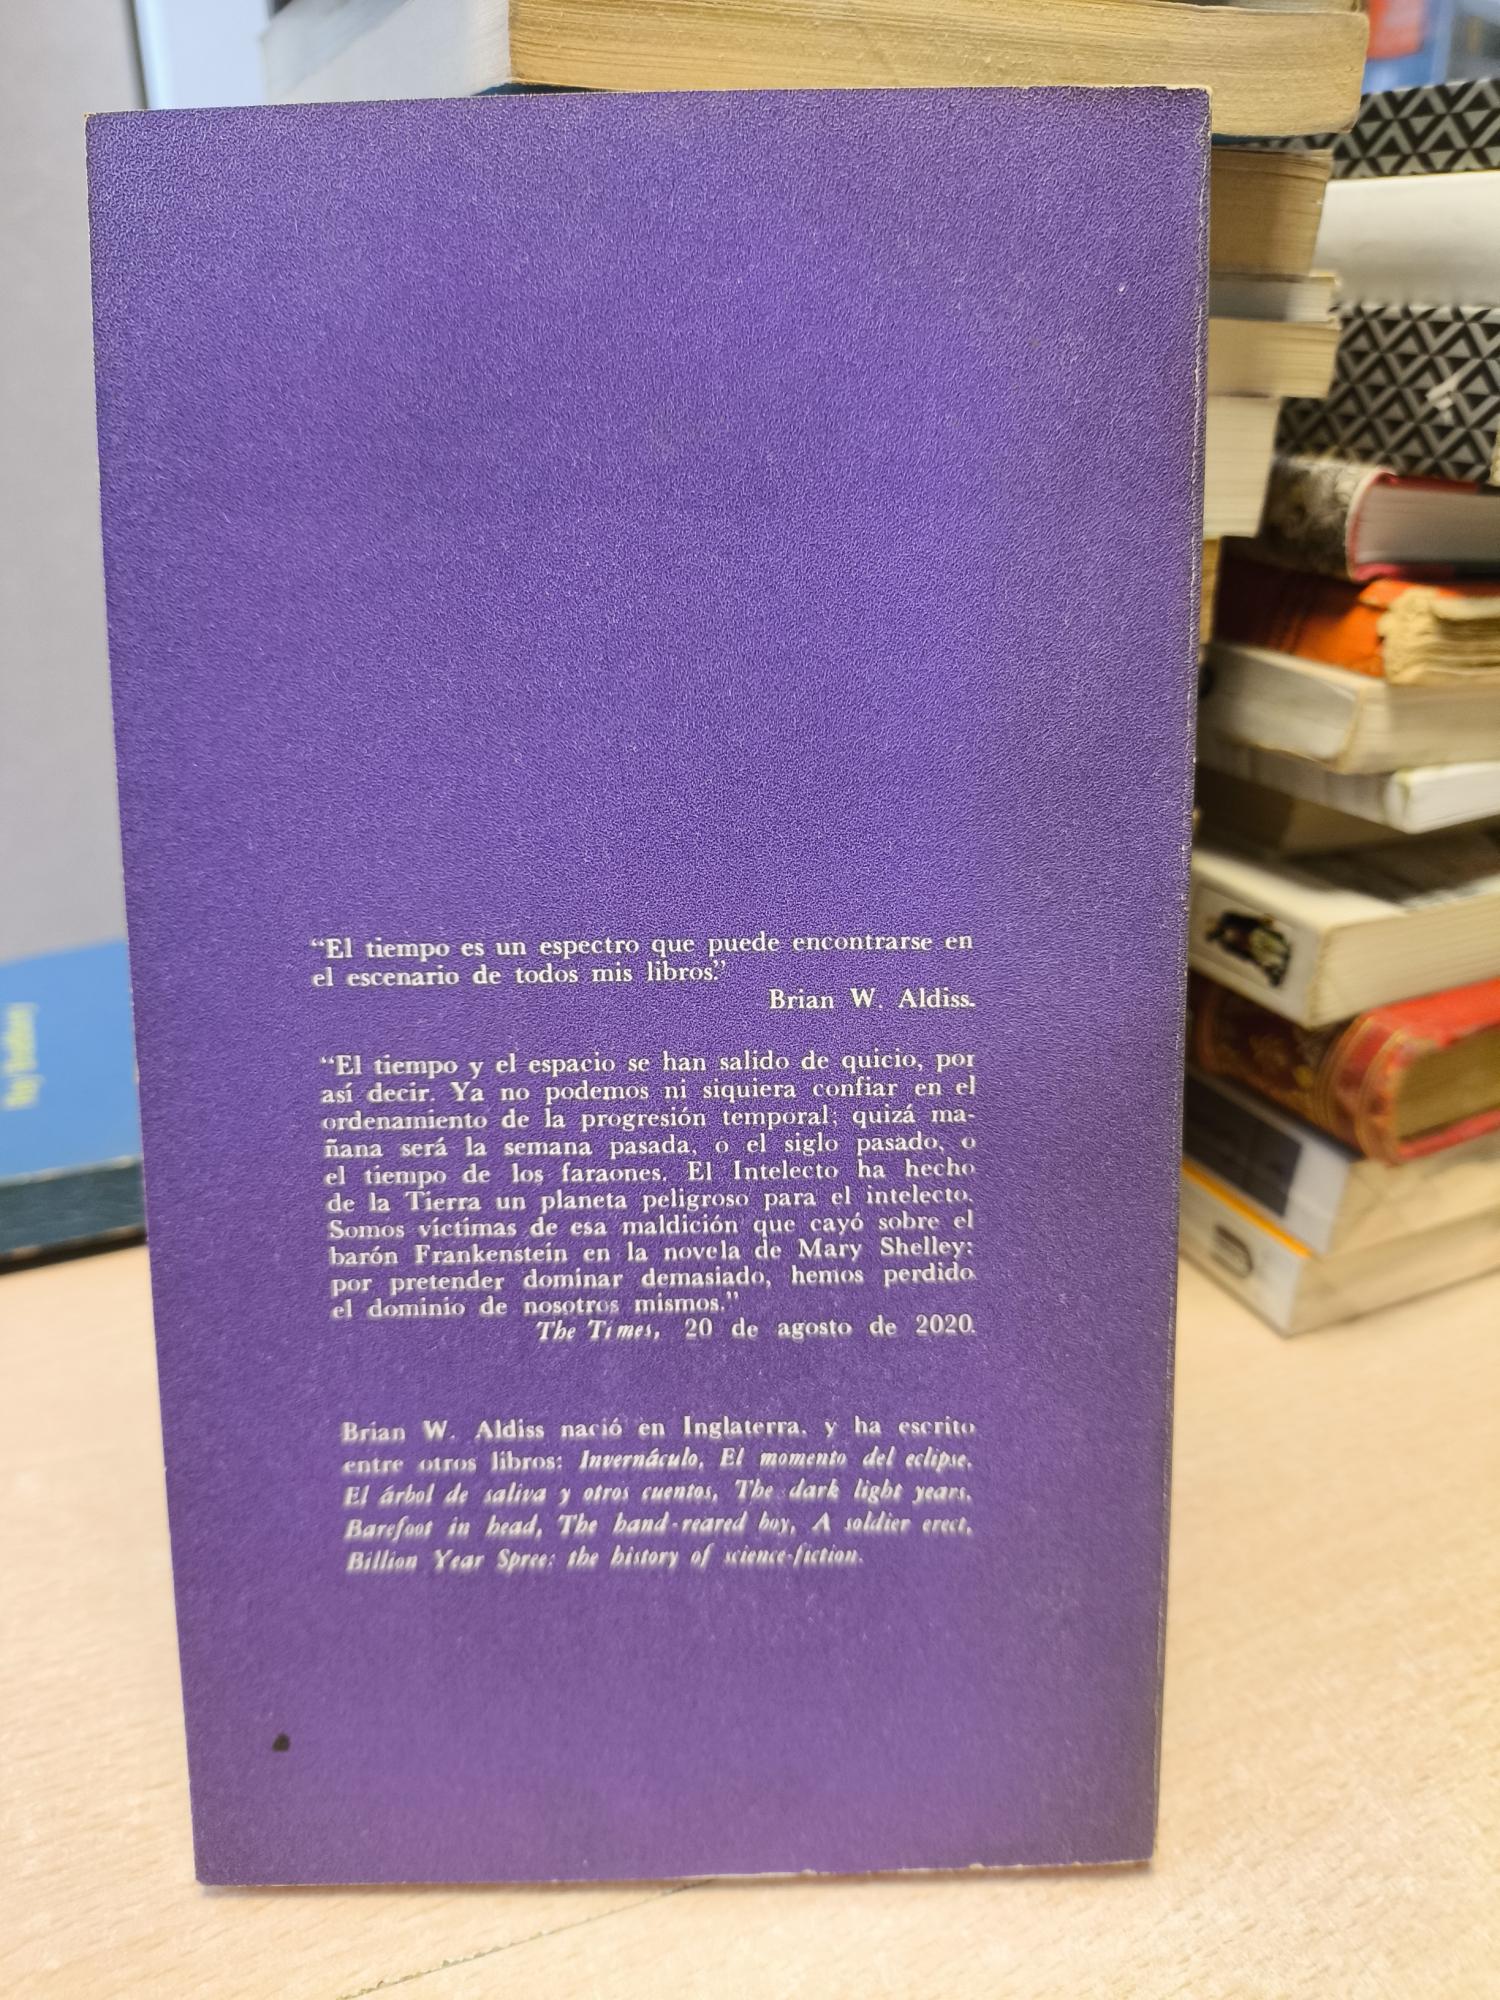 “El tiempo es un espectro que puede encontrarse en
el escenario de todos mis libros.”
Brian W. Aldiss.
“El tiempo y el espacio se han salido de quicio, por
así decir. Ya no podemos ni siquiera confiar en el
ordenamiento de la progresión temporal; quizá ma-
ñana será la semana pasada, o el siglo pasado, o
el tiempo de los faraones. El Intelecto ha hecho
de la Tierra un planeta peligroso para el intelecto.
Somos víctimas de esa maldición que cayó sobre el
barón Frankenstein en la novela de Mary Shelley:
por pretender dominar demasiado, hemos perdido
el dominio de nosotros mismos.”
The Times, 20 de agosto de 2020.
Brian W. Aldiss nació en Inglaterra, y ha escrito
entre otros libros: Invernáculo, El momento del eclipse,
El árbol de saliva y otros cuentos, The dark light years,
Barefoot in head, The hand-reared boy, A soldier erect,
Billion Year Spree: the history of science-fiction.